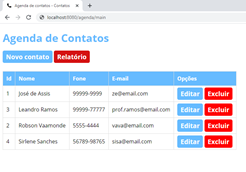 Agenda de contatos - Contatos
localhost:8080/agenda/main
Agenda de Contatos
Novo contato Relatório
Id Nome Fone E-mail Opções
1 José de Assis 99999-9999 ze@email.com Editar Excluir
3 Leandro Ramos 99999-77777 prof.ramos@email.com Editar Excluir
2 Robson Vaamonde 5555-4444 vava@email.com Editar Excluir
4 Sirlene Sanches 56789-98765 sisa@email.com Editar Excluir